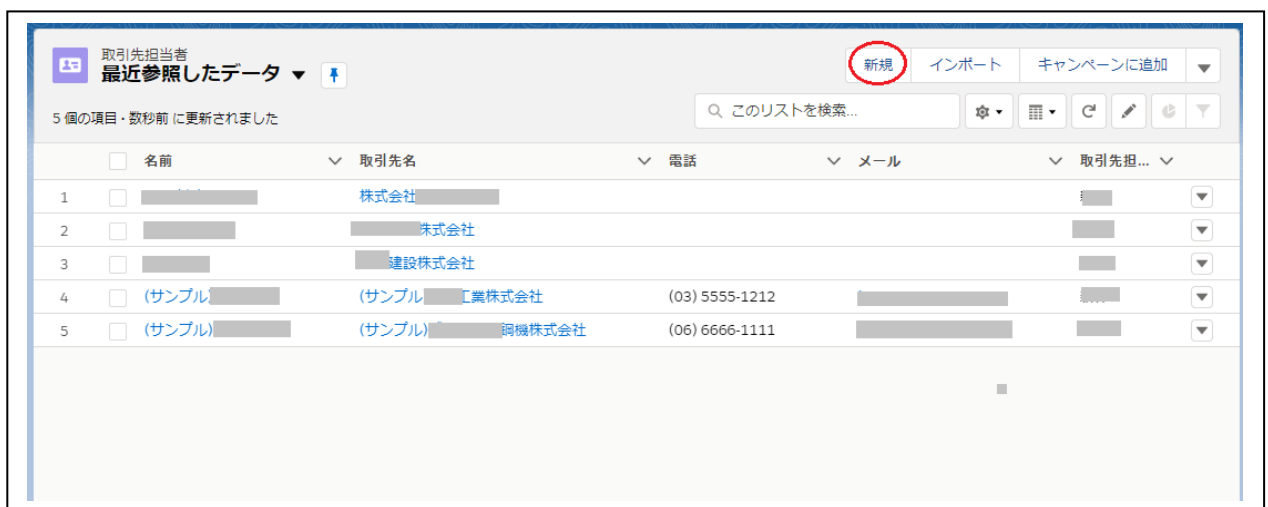 取引先担当者
最近参照したデータ
新規 インポート キャンペーンに追加
5 個の項目・数秒前 に更新されました
このリストを検索...
名前 取引先名 電話 メール 取引先担...
1 株式会社
2 株式会社
3 建設株式会社
4 (サンプル) (サンプル 工業株式会社 (03) 5555-1212
5 (サンプル) (サンプル) 鋼機株式会社 (06) 6666-1111